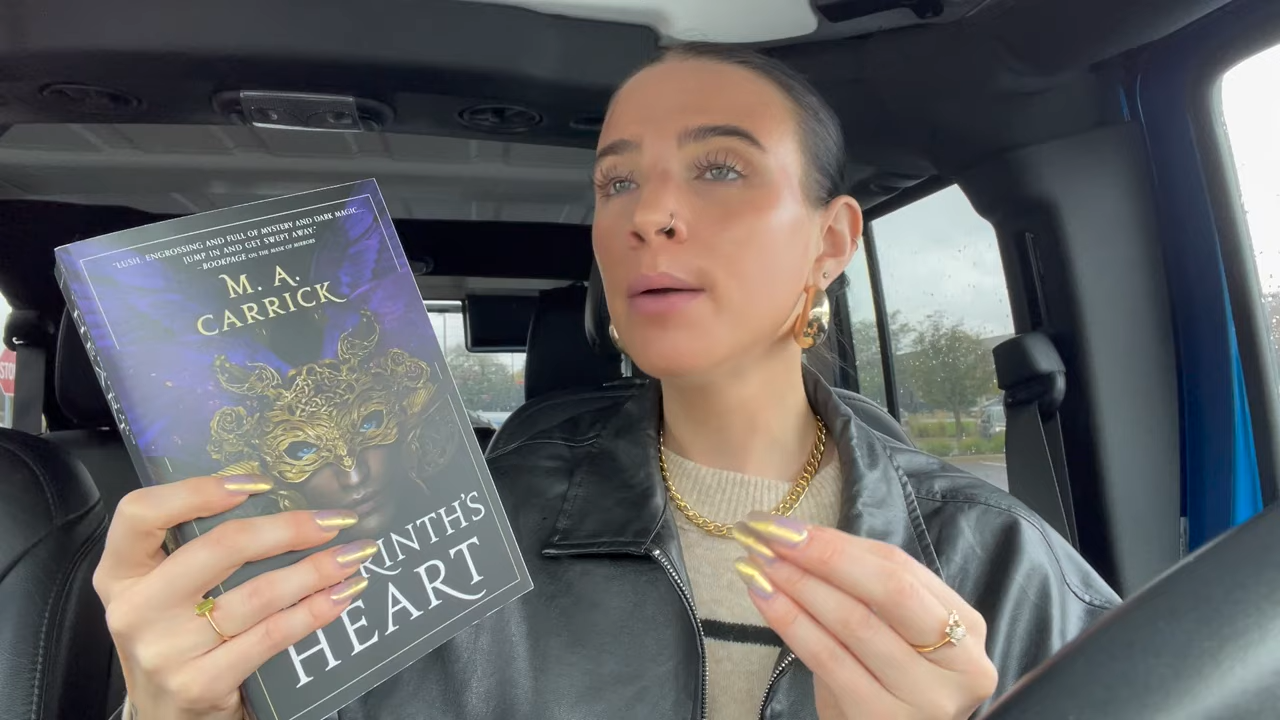 "LUSH, ENGROSSING AND FULL OF MYSTERY AND DARK MAGIC...
JUMP IN AND GET SWEPT AWAY."
—BOOKPAGE ON THE MASK OF MIRRORS
M. A.
CARRICK
RINTH'S
HEART
STO